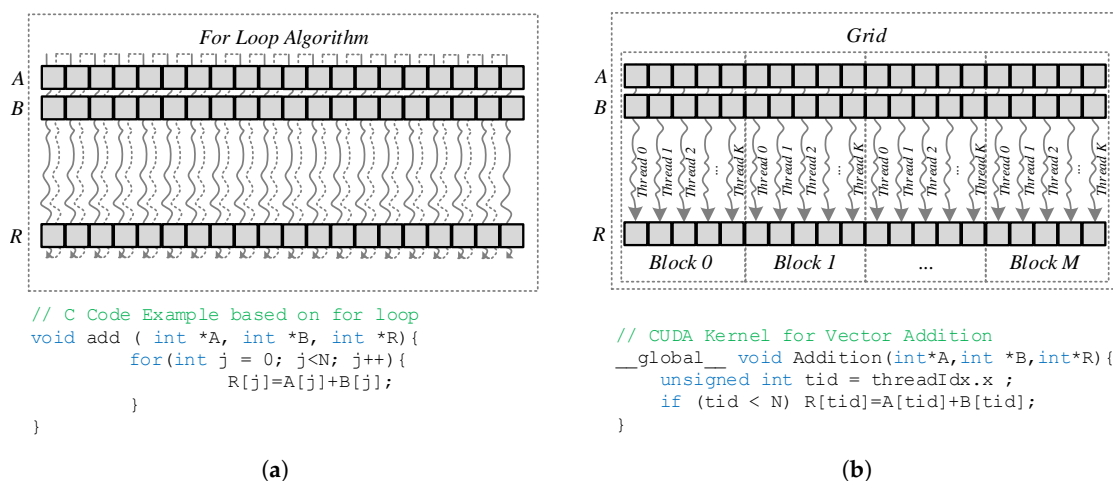 For Loop Algorithm
A
B
R
// C Code Example based on for loop
void add ( int *A, int *B, int *R){
for(int j = 0; j<N; j++){
R[j]=A[j]+B[j];
}
}
(a)
Grid
A
B
Thread 0
Thread 1
Thread 2
...
Thread K
Thread 0
Thread 1
Thread 2
...
Thread K
Thread 0
Thread 1
Thread 2
...
Thread K
Thread 0
Thread 1
Thread 2
...
Thread K
R
Block 0 Block 1 ... Block M
// CUDA Kernel for Vector Addition
__global__ void Addition(int*A,int *B,int*R){
unsigned int tid = threadIdx.x ;
if (tid < N) R[tid]=A[tid]+B[tid];
}
(b)